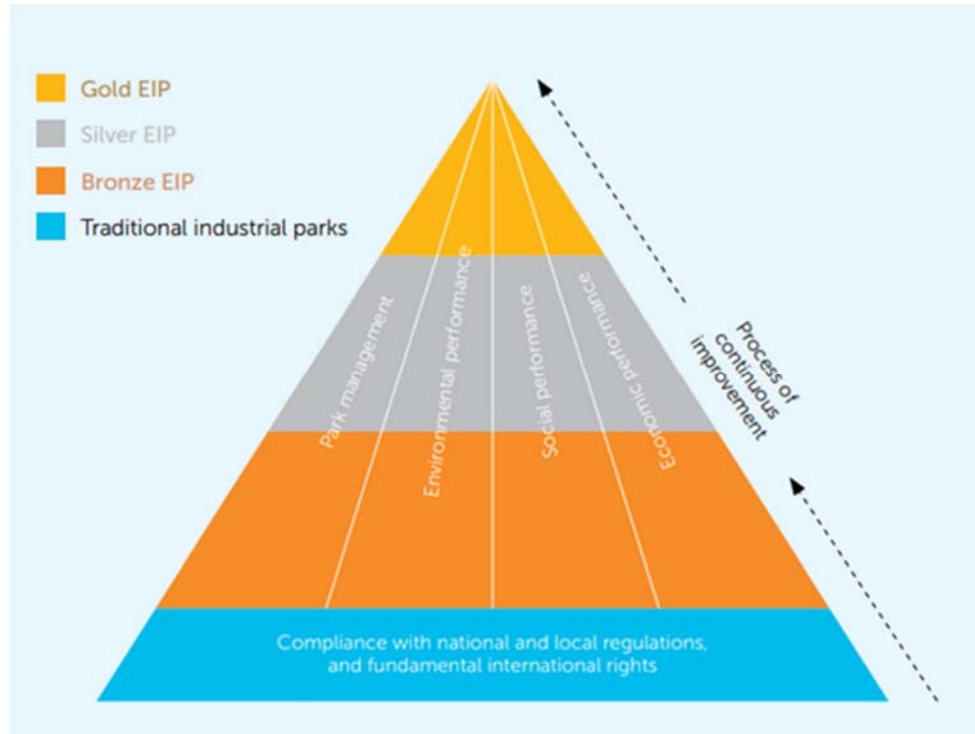 Gold EIP
Silver EIP
Bronze EIP
Traditional industrial parks
Park management
Environmental performance
Social performance
Economic performance
Process of
continuous
improvement
Compliance with national and local regulations,
and fundamental international rights